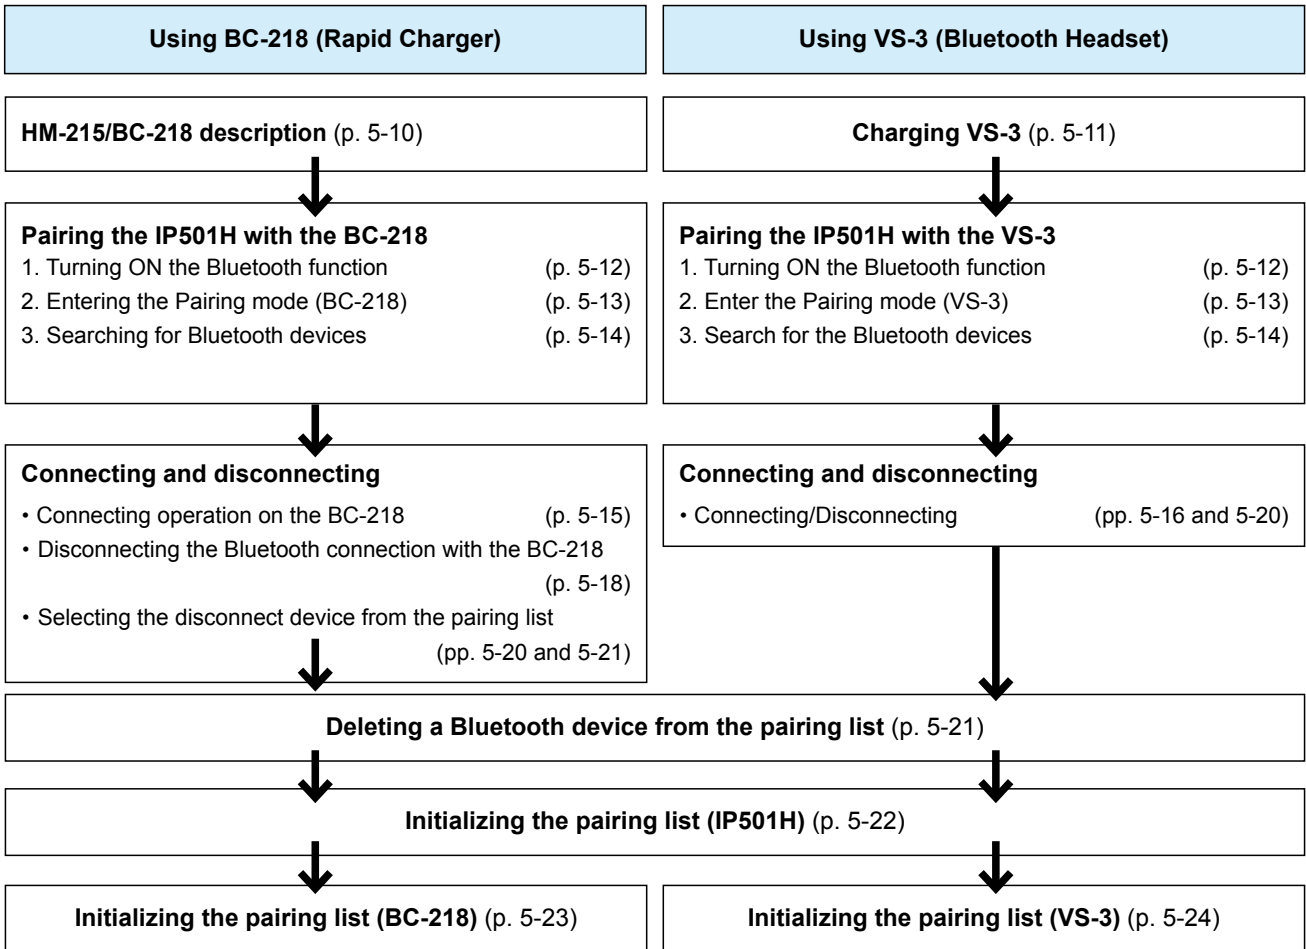 Using BC-218 (Rapid Charger)
Using VS-3 (Bluetooth Headset)
HM-215/BC-218 description (p. 5-10)
Charging VS-3 (p. 5-11)
Pairing the IP501H with the BC-218
1. Turning ON the Bluetooth function (p. 5-12)
2. Entering the Pairing mode (BC-218) (p. 5-13)
3. Searching for Bluetooth devices (p. 5-14)
Pairing the IP501H with the VS-3
1. Turning ON the Bluetooth function (p. 5-12)
2. Enter the Pairing mode (VS-3) (p. 5-13)
3. Search for the Bluetooth devices (p. 5-14)
Connecting and disconnecting
• Connecting operation on the BC-218 (p. 5-15)
• Disconnecting the Bluetooth connection with the BC-218
(p. 5-18)
• Selecting the disconnect device from the pairing list
(pp. 5-20 and 5-21)
Connecting and disconnecting
• Connecting/Disconnecting (pp. 5-16 and 5-20)
Deleting a Bluetooth device from the pairing list (p. 5-21)
Initializing the pairing list (IP501H) (p. 5-22)
Initializing the pairing list (BC-218) (p. 5-23)
Initializing the pairing list (VS-3) (p. 5-24)